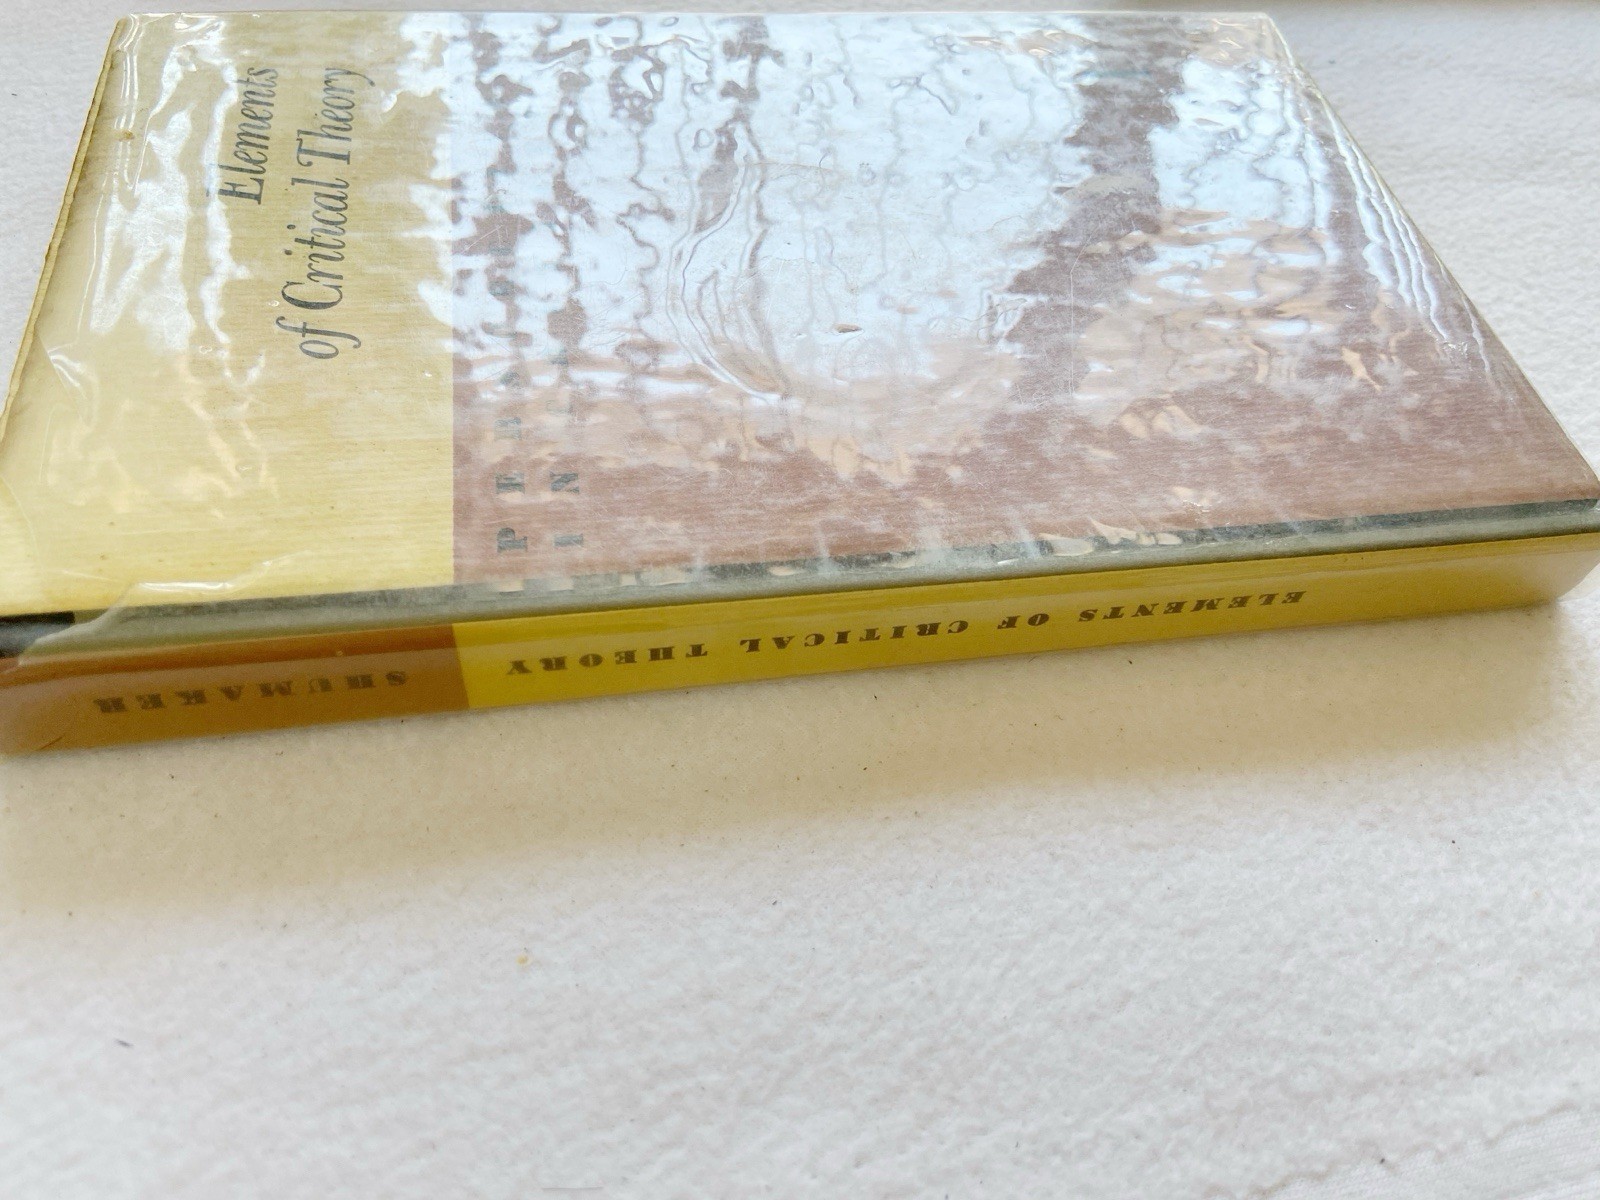 Elements
of Critical Theory
ELEMENTS OF CRITICAL THEORY
SHUMAKER